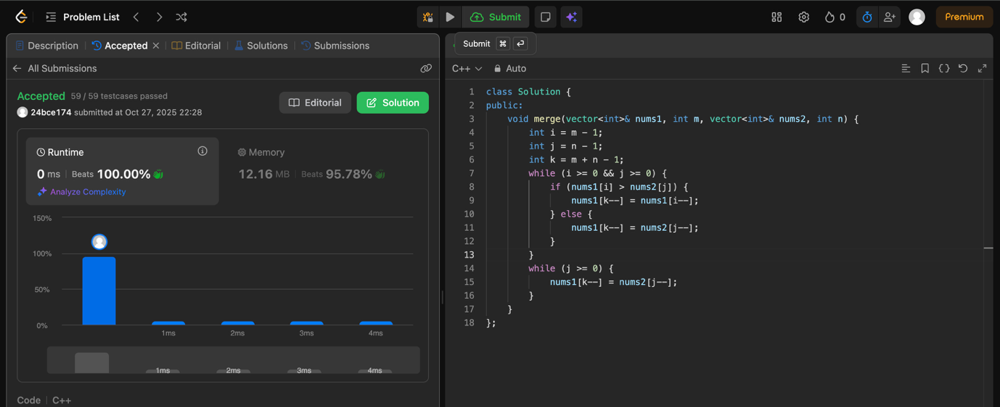 Problem List
Submit
0
Premium
Description
Accepted
Editorial
Solutions
Submissions
Submit ⌘ ↵
All Submissions
C++
Auto
Accepted 59 / 59 testcases passed
24bce174 submitted at Oct 27, 2025 22:28
Editorial
Solution
Runtime
0 ms | Beats 100.00%
Analyze Complexity
Memory
12.16 MB | Beats 95.78%
150%
100%
50%
0%
1ms 2ms 3ms 4ms
1ms 2ms 3ms 4ms
Code | C++
1 class Solution {
2 public:
3 void merge(vector<int>& nums1, int m, vector<int>& nums2, int n) {
4 int i = m - 1;
5 int j = n - 1;
6 int k = m + n - 1;
7 while (i >= 0 && j >= 0) {
8 if (nums1[i] > nums2[j]) {
9 nums1[k--] = nums1[i--];
10 } else {
11 nums1[k--] = nums2[j--];
12 }
13 }
14 while (j >= 0) {
15 nums1[k--] = nums2[j--];
16 }
17 }
18 };